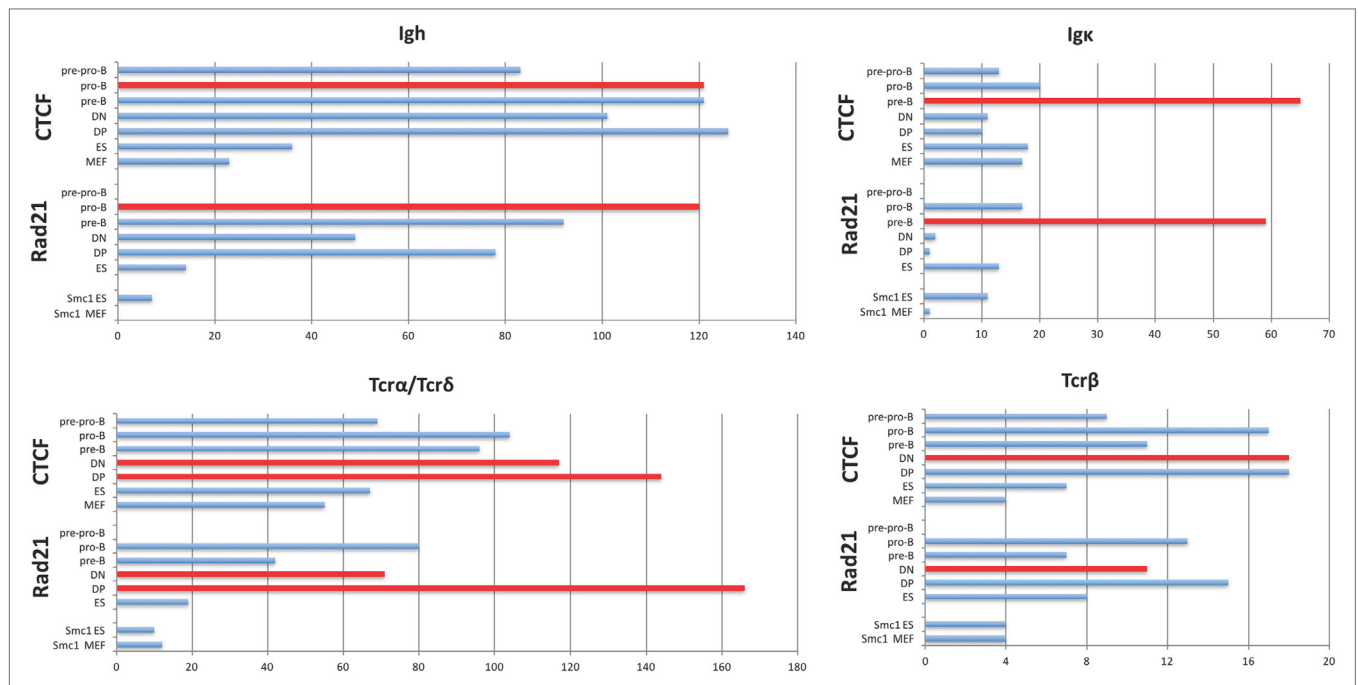 Igh
CTCF
pre-pro-B
pro-B
pre-B
DN
DP
ES
MEF
Rad21
pre-pro-B
pro-B
pre-B
DN
DP
ES
Smc1 ES
Smc1 MEF
0 20 40 60 80 100 120 140
Igκ
CTCF
pre-pro-B
pro-B
pre-B
DN
DP
ES
MEF
Rad21
pre-pro-B
pro-B
pre-B
DN
DP
ES
Smc1 ES
Smc1 MEF
0 10 20 30 40 50 60 70
Tcrα/Tcrδ
CTCF
pre-pro-B
pro-B
pre-B
DN
DP
ES
MEF
Rad21
pre-pro-B
pro-B
pre-B
DN
DP
ES
Smc1 ES
Smc1 MEF
0 20 40 60 80 100 120 140 160 180
Tcrβ
CTCF
pre-pro-B
pro-B
pre-B
DN
DP
ES
MEF
Rad21
pre-pro-B
pro-B
pre-B
DN
DP
ES
Smc1 ES
Smc1 MEF
0 4 8 12 16 20